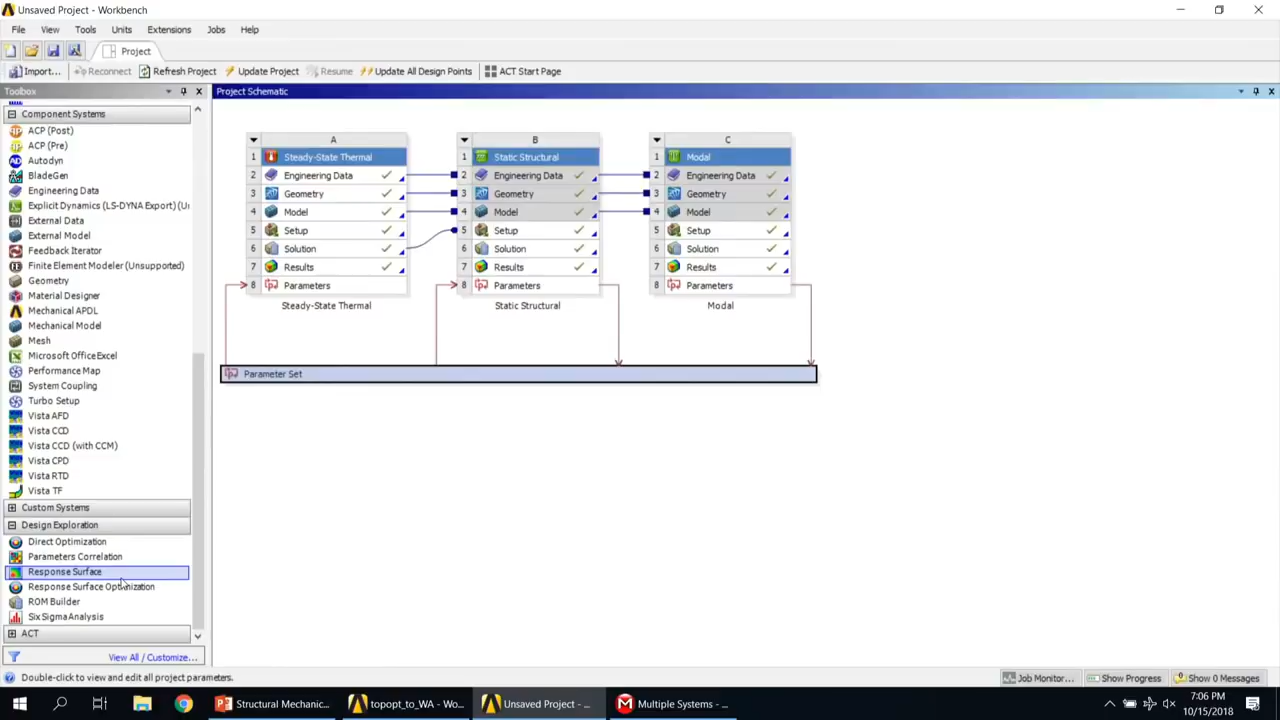 Unsaved Project - Workbench
File View Tools Units Extensions Jobs Help
Project
Import... Reconnect Refresh Project Update Project Resume Update All Design Points ACT Start Page
Toolbox
Component Systems
ACP (Post)
ACP (Pre)
Autodyn
BladeGen
Engineering Data
Explicit Dynamics (LS-DYNA Export) (Ur
External Data
External Model
Feedback Iterator
Finite Element Modeler (Unsupported)
Geometry
Material Designer
Mechanical APDL
Mechanical Model
Mesh
Microsoft Office Excel
Performance Map
System Coupling
Turbo Setup
Vista AFD
Vista CCD
Vista CCD (with CCM)
Vista CPD
Vista RTD
Vista TF
Custom Systems
Design Exploration
Direct Optimization
Parameters Correlation
Response Surface
Response Surface Optimization
ROM Builder
Six Sigma Analysis
ACT
View All / Customize...
Project Schematic
A
1 Steady-State Thermal
2 Engineering Data
3 Geometry
4 Model
5 Setup
6 Solution
7 Results
8 Parameters
Steady-State Thermal
B
1 Static Structural
2 Engineering Data
3 Geometry
4 Model
5 Setup
6 Solution
7 Results
8 Parameters
Static Structural
C
1 Modal
2 Engineering Data
3 Geometry
4 Model
5 Setup
6 Solution
7 Results
8 Parameters
Modal
Parameter Set
Double-click to view and edit all project parameters.
Job Monitor... Show Progress Show 0 Messages
Structural Mechanic... topopt_to_WA - Wo... Unsaved Project - ... Multiple Systems - ...
7:06 PM
10/15/2018